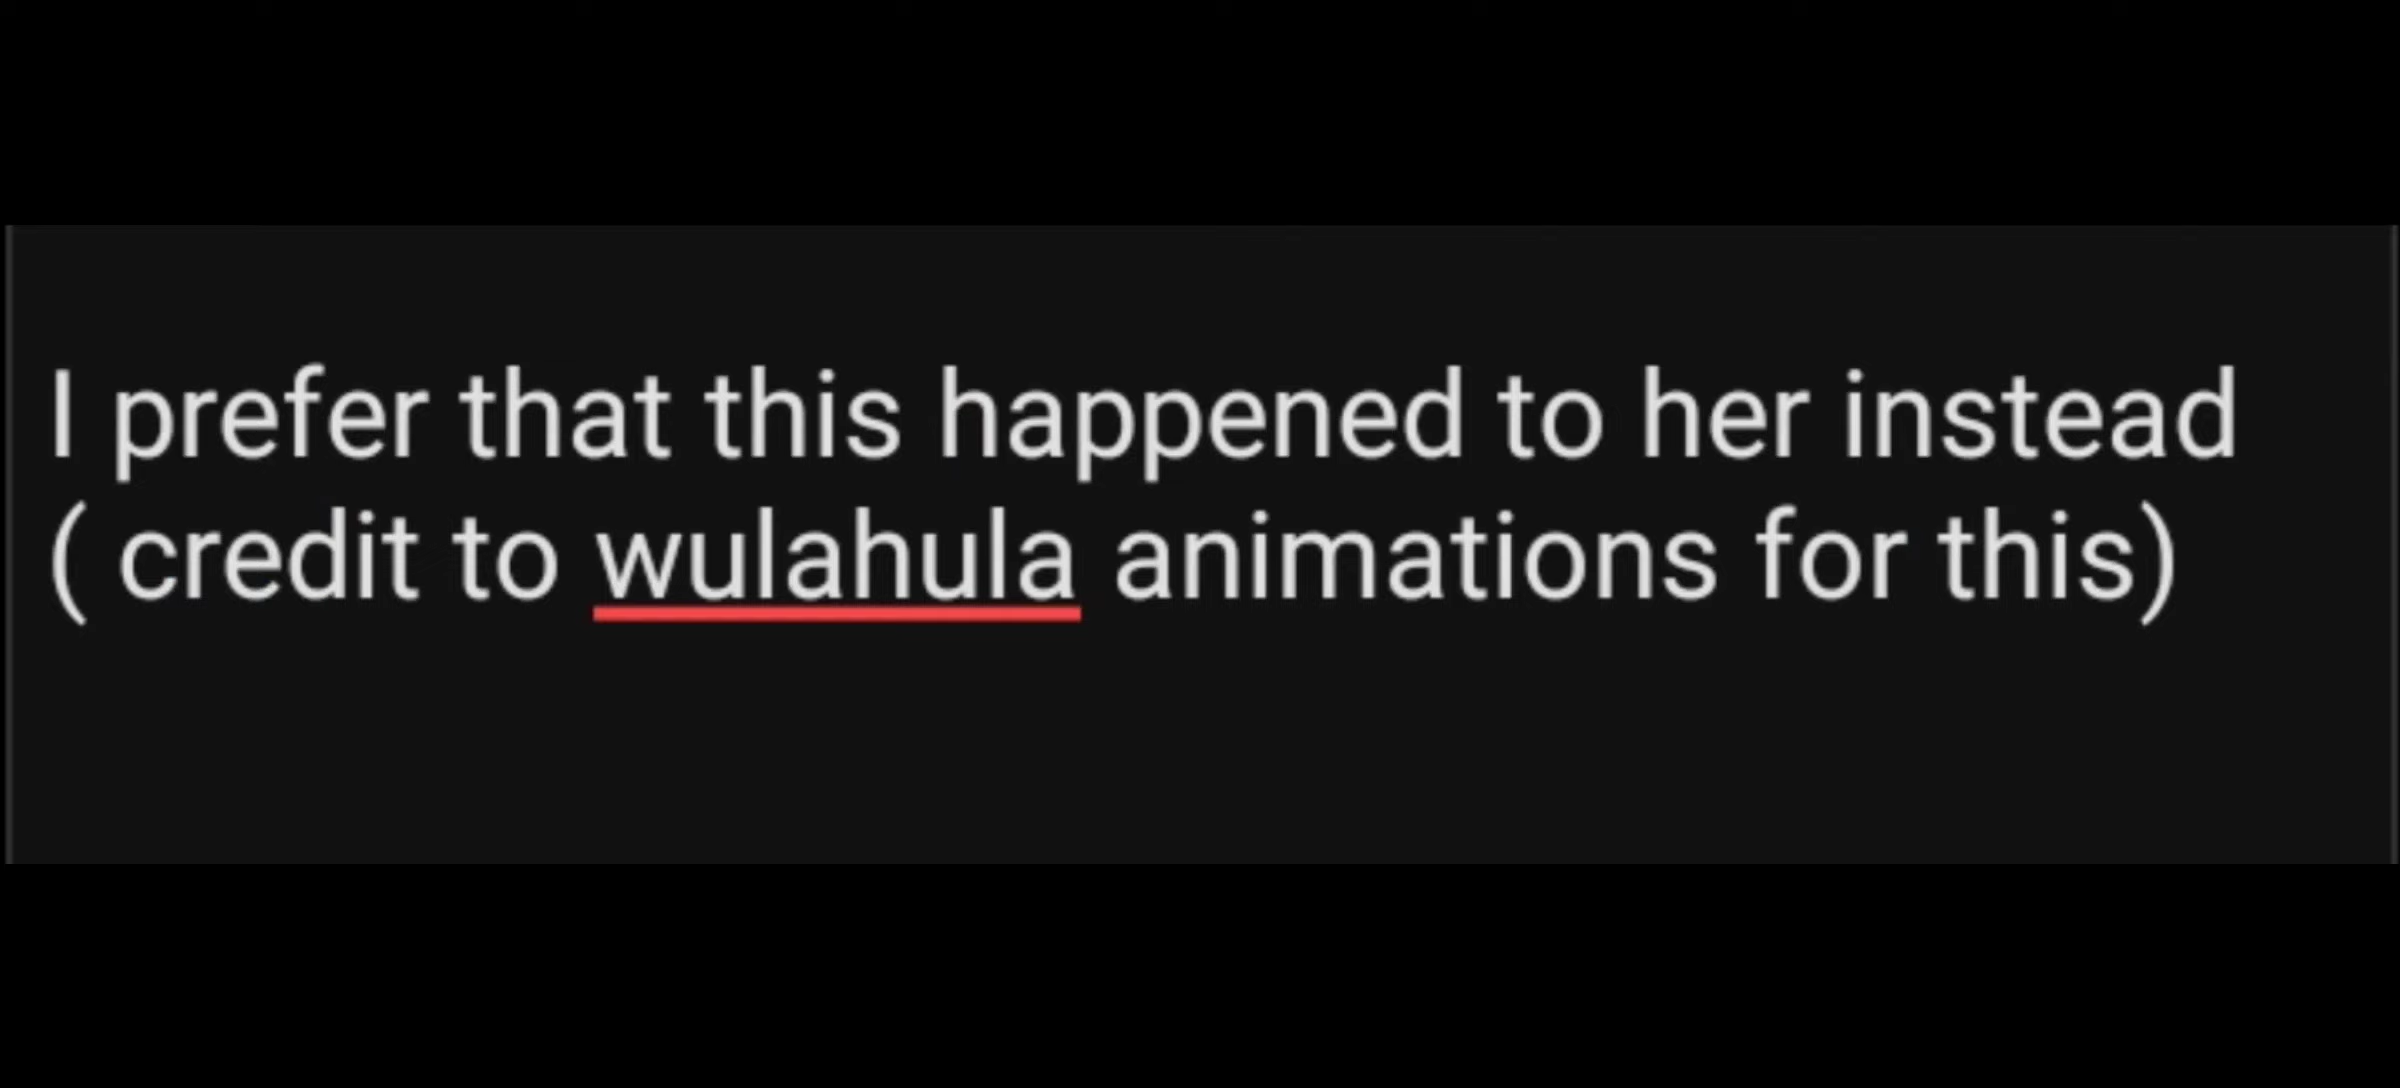 I prefer that this happened to her instead
( credit to wulahula animations for this)